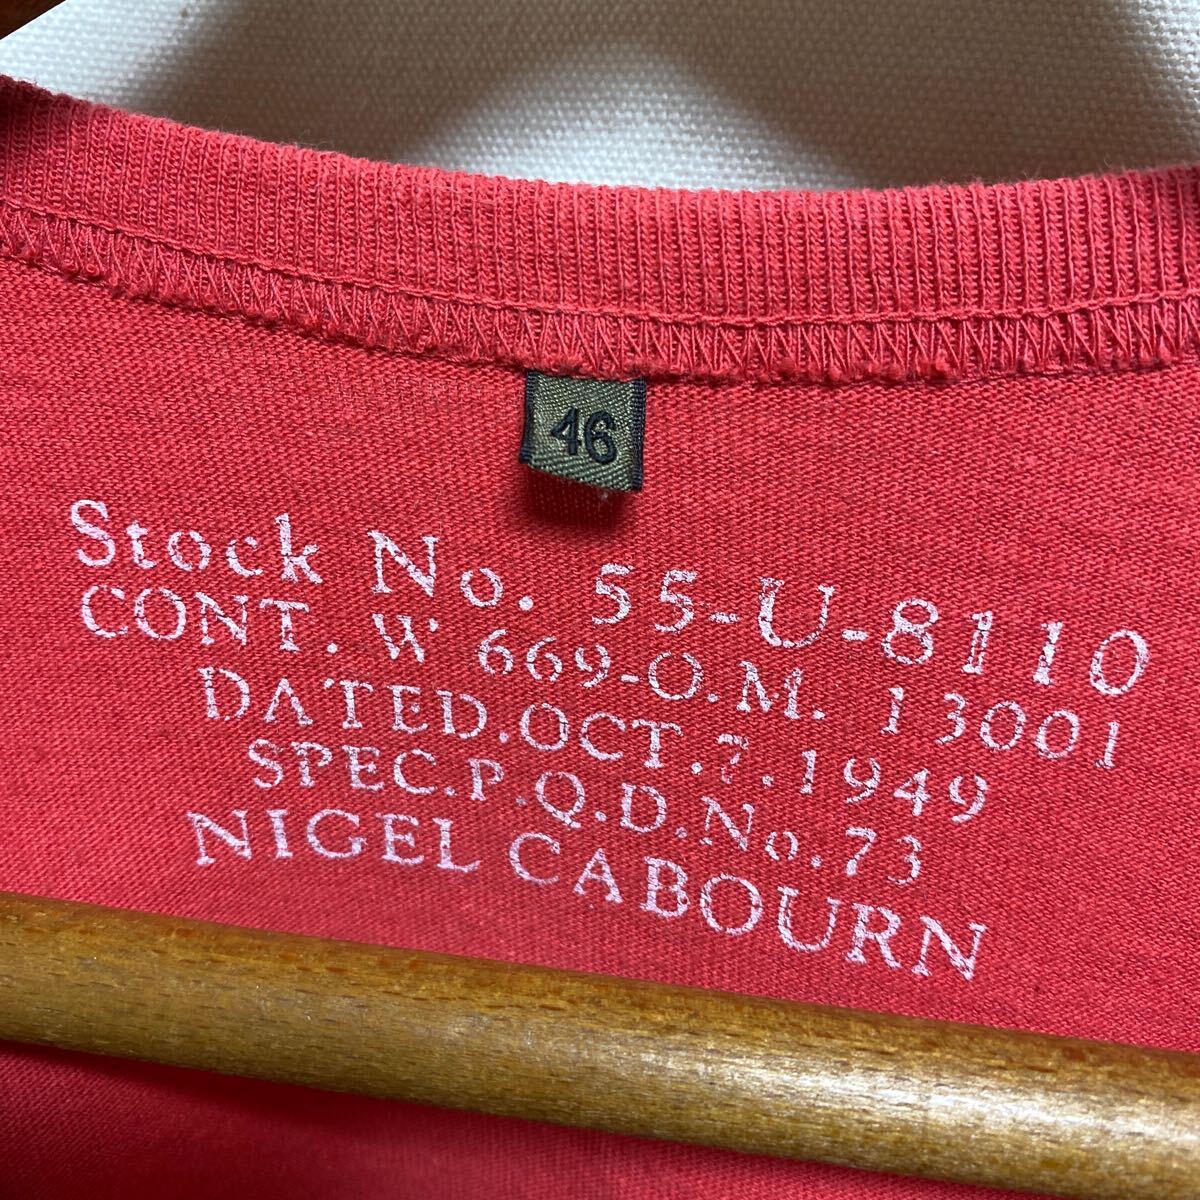 46
Stock No. 55-U-8110
CONT. W 669-O.M. 13001
DATED.OCT.7.1949
SPEC.P.Q.D.No.73
NIGEL CABOURN